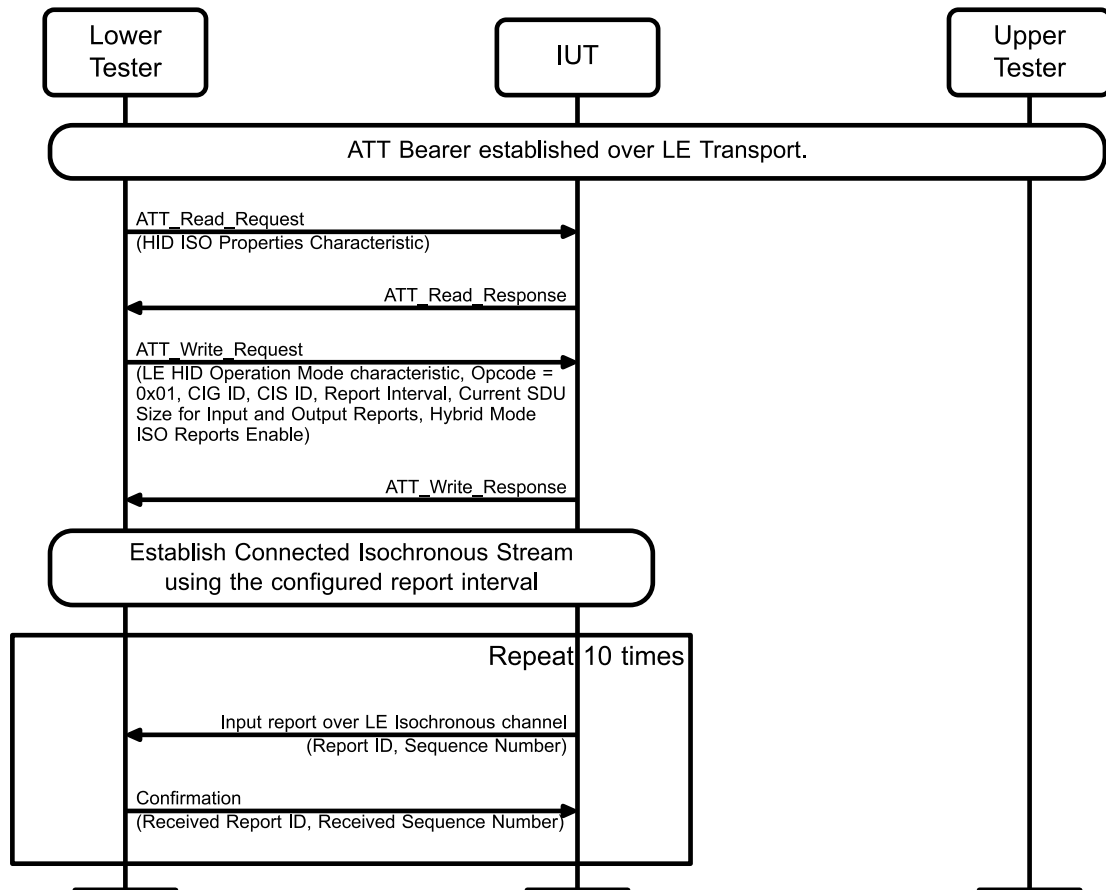 Lower
Tester
IUT
Upper
Tester
ATT Bearer established over LE Transport.
ATT_Read_Request
(HID ISO Properties Characteristic)
ATT_Read_Response
ATT_Write_Request
(LE HID Operation Mode characteristic, Opcode =
0x01, CIG ID, CIS ID, Report Interval, Current SDU
Size for Input and Output Reports, Hybrid Mode
ISO Reports Enable)
ATT_Write_Response
Establish Connected Isochronous Stream
using the configured report interval
Repeat 10 times
Input report over LE Isochronous channel
(Report ID, Sequence Number)
Confirmation
(Received Report ID, Received Sequence Number)